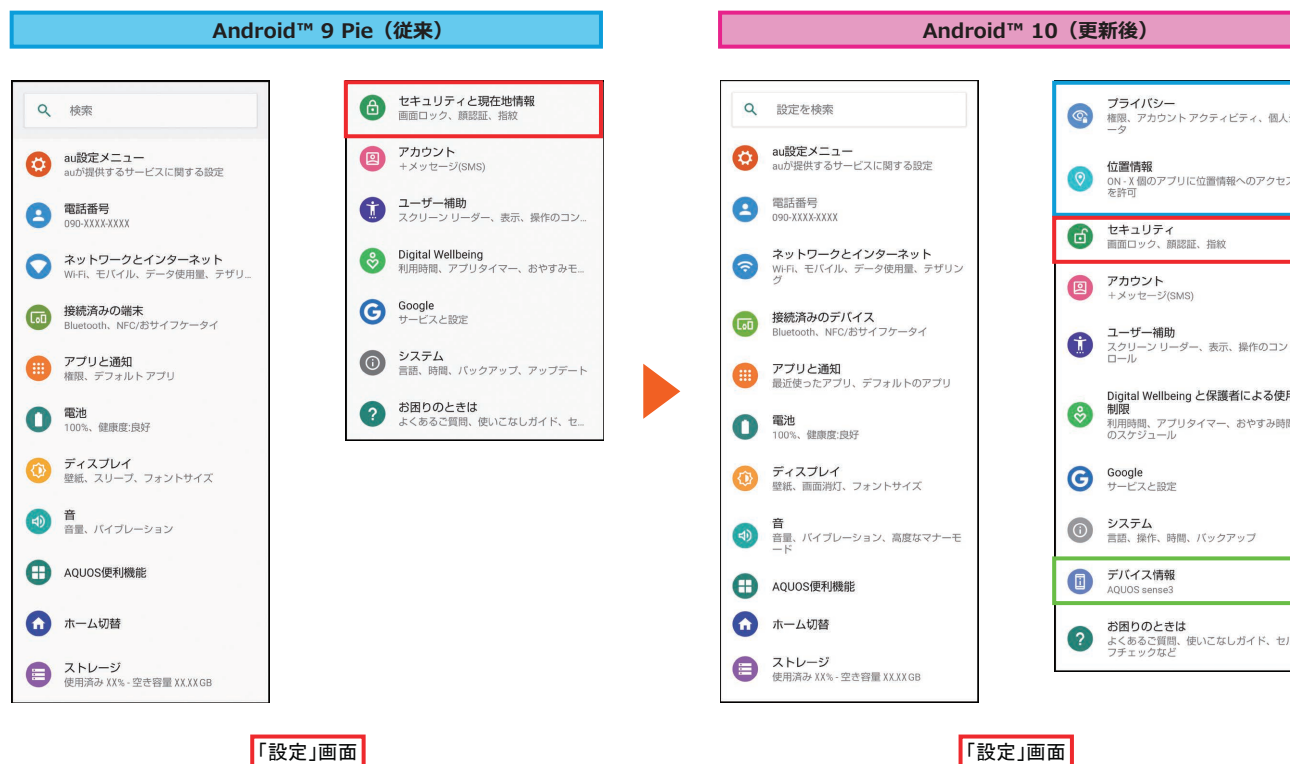 Android™ 9 Pie（従来）
検索
au設定メニュー
auが提供するサービスに関する設定
電話番号
090-XXXX-XXXX
ネットワークとインターネット
Wi-Fi、モバイル、データ使用量、テザリ...
接続済みの端末
Bluetooth、NFC/おサイフケータイ
アプリと通知
権限、デフォルト アプリ
電池
100%、健康度:良好
ディスプレイ
壁紙、スリープ、フォントサイズ
音
音量、バイブレーション
AQUOS便利機能
ホーム切替
ストレージ
使用済み XX% - 空き容量 XX.XX GB
セキュリティと現在地情報
画面ロック、顔認証、指紋
アカウント
＋メッセージ(SMS)
ユーザー補助
スクリーン リーダー、表示、操作のコン...
Digital Wellbeing
利用時間、アプリタイマー、おやすみモ...
Google
サービスと設定
システム
言語、時間、バックアップ、アップデート
お困りのときは
よくあるご質問、使いこなしガイド、セ...
「設定」画面
Android™ 10（更新後）
設定を検索
au設定メニュー
auが提供するサービスに関する設定
電話番号
090-XXXX-XXXX
ネットワークとインターネット
Wi-Fi、モバイル、データ使用量、テザリン
グ
接続済みのデバイス
Bluetooth、NFC/おサイフケータイ
アプリと通知
最近使ったアプリ、デフォルトのアプリ
電池
100%、健康度:良好
ディスプレイ
壁紙、画面消灯、フォントサイズ
音
音量、バイブレーション、高度なマナーモ
ード
AQUOS便利機能
ホーム切替
ストレージ
使用済み XX% - 空き容量 XX.XX GB
プライバシー
権限、アカウント アクティビティ、個人
ータ
位置情報
ON - X 個のアプリに位置情報へのアクセス
を許可
セキュリティ
画面ロック、顔認証、指紋
アカウント
＋メッセージ(SMS)
ユーザー補助
スクリーン リーダー、表示、操作のコン
ロール
Digital Wellbeing と保護者による使用
制限
利用時間、アプリタイマー、おやすみ時間
のスケジュール
Google
サービスと設定
システム
言語、操作、時間、バックアップ
デバイス情報
AQUOS sense3
お困りのときは
よくあるご質問、使いこなしガイド、セル
フチェックなど
「設定」画面